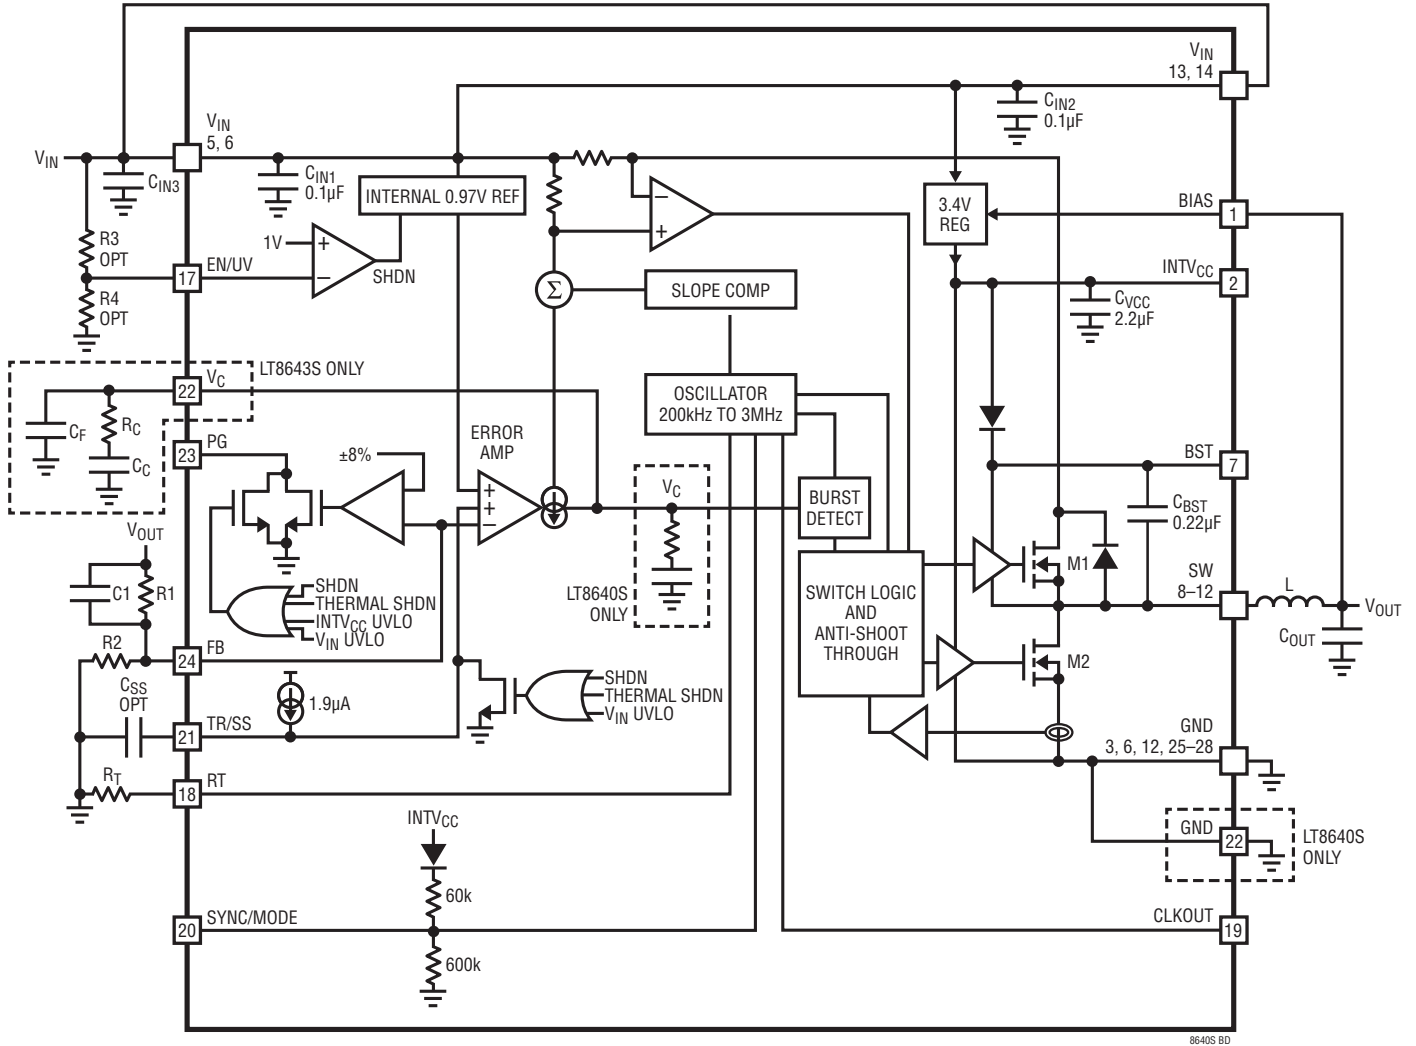 VIN
13, 14
VIN
5, 6
CIN2
0.1µF
VIN
CIN3
CIN1
0.1µF
INTERNAL 0.97V REF
3.4V
REG
BIAS
1
R3
OPT
1V
+
−
SHDN
−
+
EN/UV
17
Σ
SLOPE COMP
INTVCC
2
R4
OPT
CVCC
2.2µF
LT8643S ONLY
VC
22
OSCILLATOR
200kHz TO 3MHz
CF
RC
CC
PG
23
±8%
ERROR
AMP
+
+
−
VC
BURST
DETECT
BST
7
CBST
0.22µF
VOUT
C1
R1
LT8640S
ONLY
SWITCH LOGIC
AND
ANTI-SHOOT
THROUGH
M1
SW
8–12
L
VOUT
COUT
SHDN
THERMAL SHDN
INTVCC UVLO
VIN UVLO
R2
FB
24
M2
CSS
OPT
1.9µA
SHDN
THERMAL SHDN
VIN UVLO
TR/SS
21
GND
3, 6, 12, 25–28
RT
RT
18
INTVCC
GND
22
LT8640S
ONLY
60k
SYNC/MODE
20
CLKOUT
19
600k
8640S BD